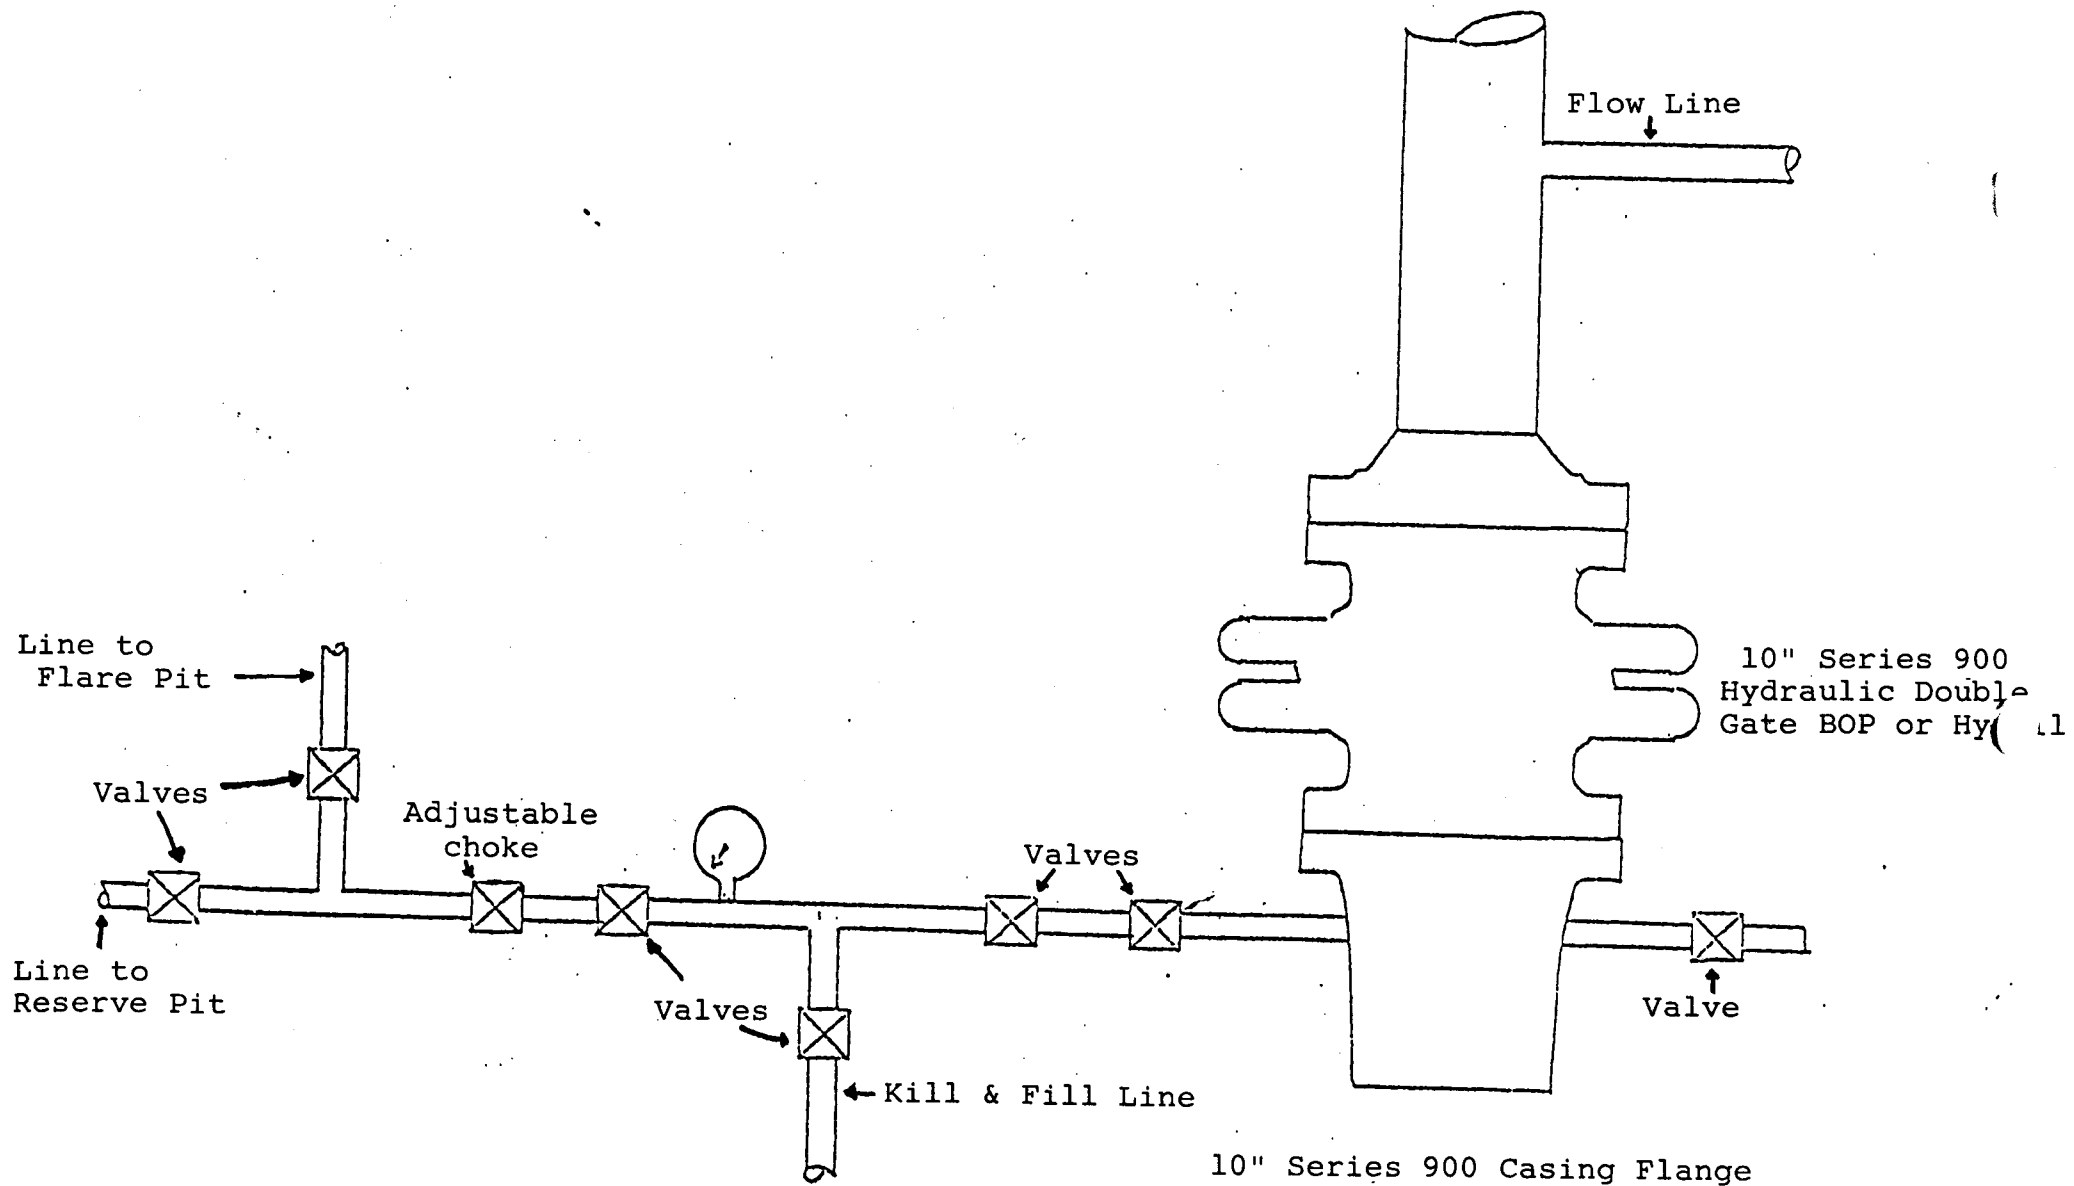 Flow Line
Line to
Flare Pit
10" Series 900
Hydraulic Double
Gate BOP or
Valves
Adjustable
choke
Valves
Line to
Reserve Pit
Valves
Valve
Kill & Fill Line
10" Series 900 Casing Flange